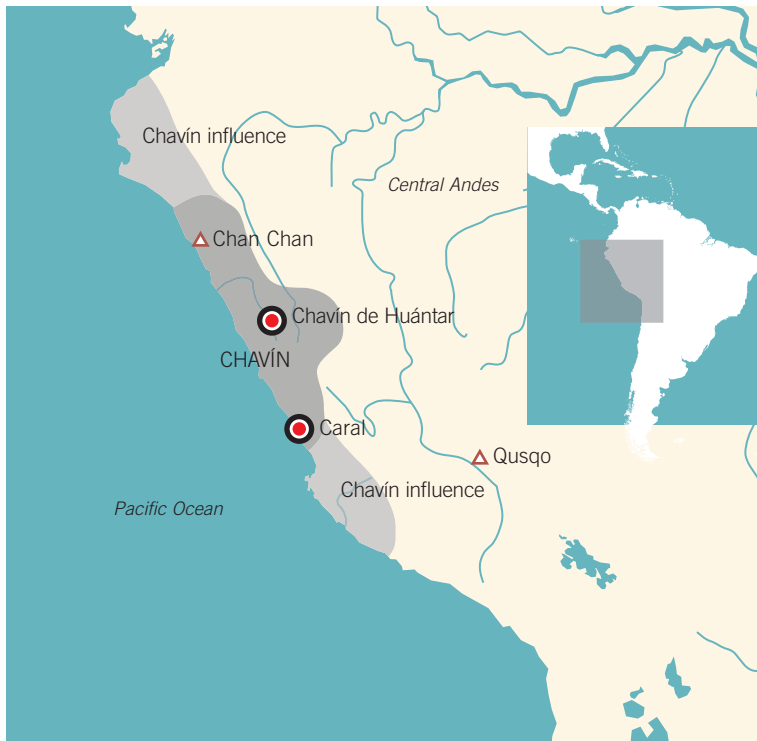 Chavín influence
Central Andes
Chan Chan
Chavín de Huántar
CHAVÍN
Caral
Qusqo
Chavín influence
Pacific Ocean